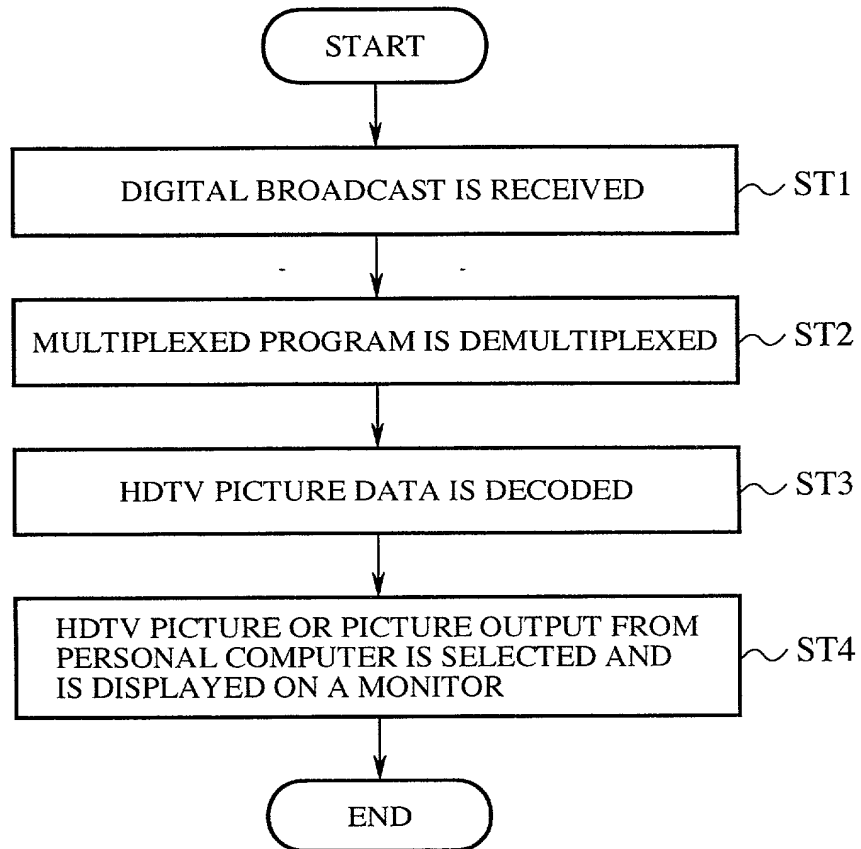 START
DIGITAL BROADCAST IS RECEIVED
ST1
MULTIPLEXED PROGRAM IS DEMULTIPLEXED
ST2
HDTV PICTURE DATA IS DECODED
ST3
HDTV PICTURE OR PICTURE OUTPUT FROM
PERSONAL COMPUTER IS SELECTED AND
IS DISPLAYED ON A MONITOR
ST4
END